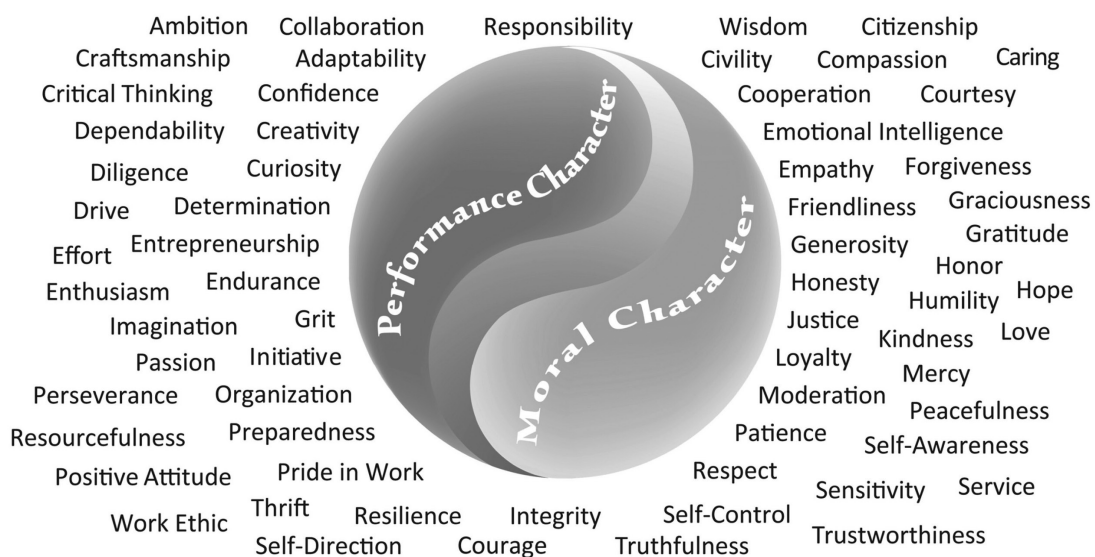 Ambition Collaboration Responsibility Wisdom Citizenship
Craftsmanship Adaptability Civility Compassion Caring
Critical Thinking Confidence Cooperation Courtesy
Dependability Creativity Emotional Intelligence
Diligence Curiosity Empathy Forgiveness
Drive Determination Friendliness Graciousness
Effort Entrepreneurship Generosity Gratitude
Enthusiasm Endurance Honesty Honor
Humility Hope
Imagination Grit Justice Kindness Love
Passion Initiative Loyalty Mercy
Perseverance Organization Moderation Peacefulness
Resourcefulness Preparedness Patience Self-Awareness
Positive Attitude Pride in Work Respect Sensitivity Service
Work Ethic Thrift Resilience Integrity Self-Control Trustworthiness
Self-Direction Courage Truthfulness
Performance Character
Moral Character